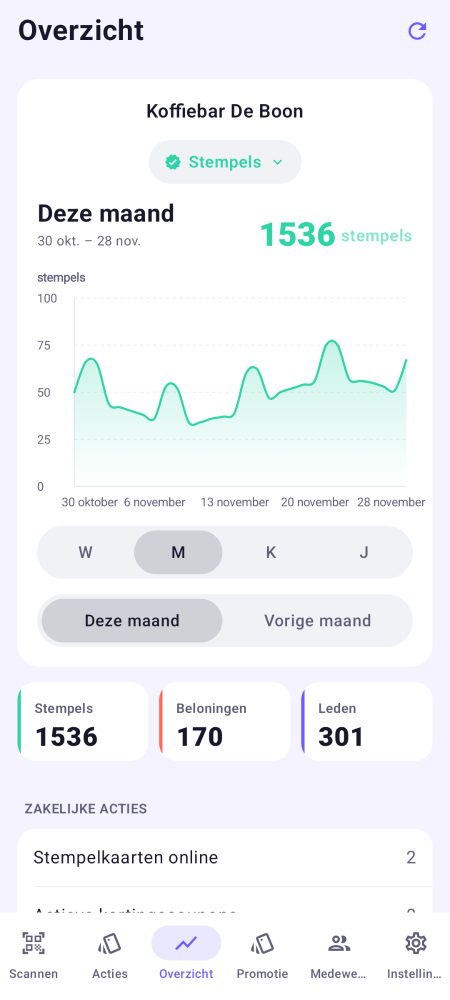 Overzicht
Koffiebar De Boon
Stempels
Deze maand
30 okt. – 28 nov.
1536 stempels
stempels
100
75
50
25
0
30 oktober 6 november 13 november 20 november 28 november
W M K J
Deze maand Vorige maand
Stempels Beloningen Leden
1536 170 301
ZAKELIJKE ACTIES
Stempelkaarten online 2
Scannen Acties Overzicht Promotie Medewe… Instellin…